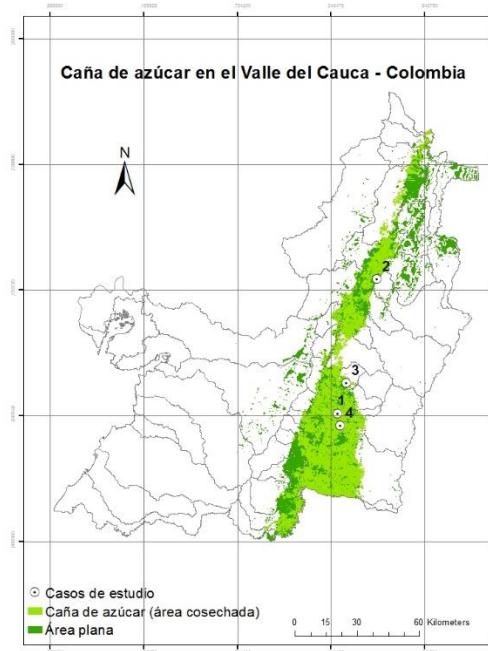 Caña de azúcar en el Valle del Cauca - Colombia
N
2
3
1
4
Casos de estudio
Caña de azúcar (área cosechada)
Área plana
0 15 30 60 Kilometers